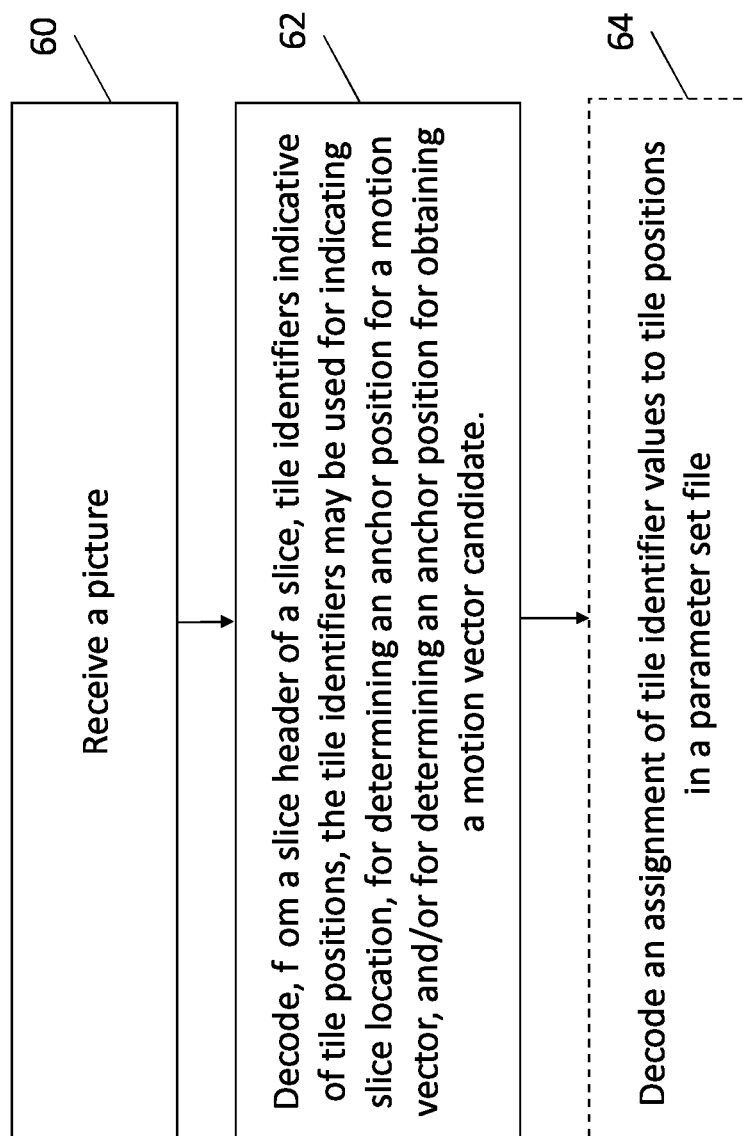 60
Receive a picture
62
Decode, f om a slice header of a slice, tile identifiers indicative
of tile positions, the tile identifiers may be used for indicating
slice location, for determining an anchor position for a motion
vector, and/or for determining an anchor position for obtaining
a motion vector candidate.
64
Decode an assignment of tile identifier values to tile positions
in a parameter set file